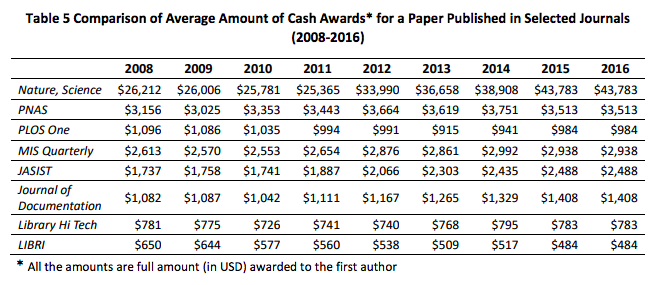 Table 5 Comparison of Average Amount of Cash Awards* for a Paper Published in Selected Journals
(2008-2016)
2008 2009 2010 2011 2012 2013 2014 2015 2016
Nature, Science $26,212 $26,006 $25,781 $25,365 $33,990 $36,658 $38,908 $43,783 $43,783
PNAS $3,156 $3,025 $3,353 $3,443 $3,664 $3,619 $3,751 $3,513 $3,513
PLOS One $1,096 $1,086 $1,035 $994 $991 $915 $941 $984 $984
MIS Quarterly $2,613 $2,570 $2,553 $2,654 $2,876 $2,861 $2,992 $2,938 $2,938
JASIST $1,737 $1,758 $1,741 $1,887 $2,066 $2,303 $2,435 $2,488 $2,488
Journal of
Documentation $1,082 $1,087 $1,042 $1,111 $1,167 $1,265 $1,329 $1,408 $1,408
Library Hi Tech $781 $775 $726 $741 $740 $768 $795 $783 $783
LIBRI $650 $644 $577 $560 $538 $509 $517 $484 $484
* All the amounts are full amount (in USD) awarded to the first author